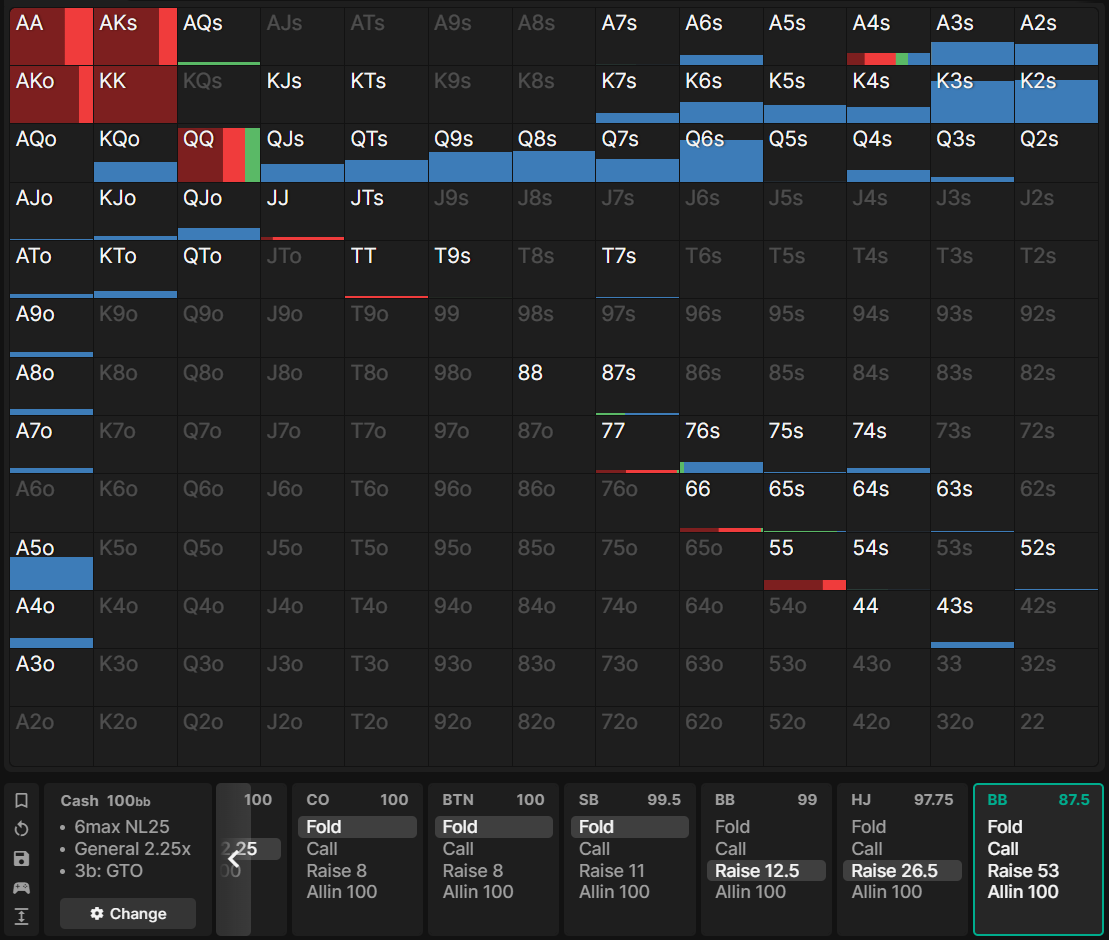 AA AKs AQs AJs ATs A9s A8s A7s A6s A5s A4s A3s A2s
AKo KK KQs KJs KTs K9s K8s K7s K6s K5s K4s K3s K2s
AQo KQo QQ QJs QTs Q9s Q8s Q7s Q6s Q5s Q4s Q3s Q2s
AJo KJo QJo JJ JTs J9s J8s J7s J6s J5s J4s J3s J2s
ATo KTo QTo JTo TT T9s T8s T7s T6s T5s T4s T3s T2s
A9o K9o Q9o J9o T9o 99 98s 97s 96s 95s 94s 93s 92s
A8o K8o Q8o J8o T8o 98o 88 87s 86s 85s 84s 83s 82s
A7o K7o Q7o J7o T7o 97o 87o 77 76s 75s 74s 73s 72s
A6o K6o Q6o J6o T6o 96o 86o 76o 66 65s 64s 63s 62s
A5o K5o Q5o J5o T5o 95o 85o 75o 65o 55 54s 53s 52s
A4o K4o Q4o J4o T4o 94o 84o 74o 64o 54o 44 43s 42s
A3o K3o Q3o J3o T3o 93o 83o 73o 63o 53o 43o 33 32s
A2o K2o Q2o J2o T2o 92o 82o 72o 62o 52o 42o 32o 22
Cash 100bb
• 6max NL25
• General 2.25x
• 3b: GTO
Change
100
2.25
00
CO 100
Fold
Call
Raise 8
Allin 100
BTN 100
Fold
Call
Raise 8
Allin 100
SB 99.5
Fold
Call
Raise 11
Allin 100
BB 99
Fold
Call
Raise 12.5
Allin 100
HJ 97.75
Fold
Call
Raise 26.5
Allin 100
BB 87.5
Fold
Call
Raise 53
Allin 100